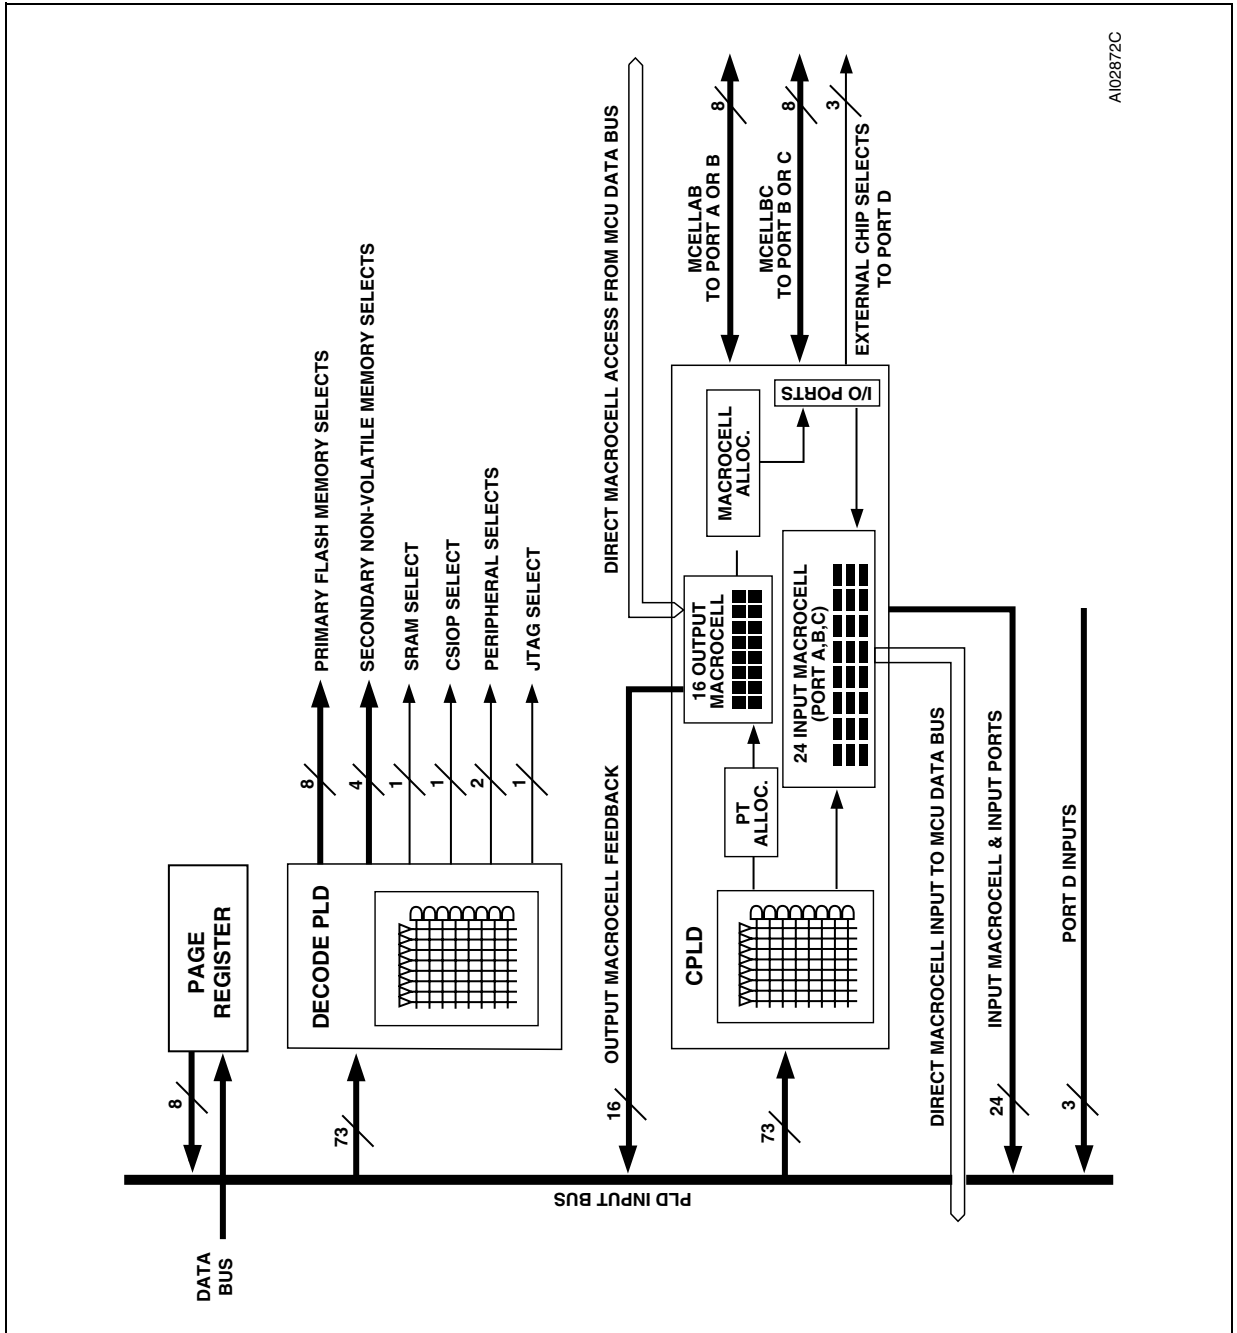 DATA
BUS
8
PAGE
REGISTER
73
DECODE PLD
8
PRIMARY FLASH MEMORY SELECTS
4
SECONDARY NON-VOLATILE MEMORY SELECTS
1
SRAM SELECT
1
CSIOP SELECT
2
PERIPHERAL SELECTS
1
JTAG SELECT
PLD INPUT BUS
16
OUTPUT MACROCELL FEEDBACK
DIRECT MACROCELL ACCESS FROM MCU DATA BUS
73
CPLD
PT
ALLOC.
16 OUTPUT
MACROCELL
MACROCELL
ALLOC.
I/O PORTS
24 INPUT MACROCELL
(PORT A,B,C)
MCELLAB
TO PORT A OR B
8
MCELLBC
TO PORT B OR C
8
EXTERNAL CHIP SELECTS
TO PORT D
3
DIRECT MACROCELL INPUT TO MCU DATA BUS
24
INPUT MACROCELL & INPUT PORTS
3
PORT D INPUTS
AI02872C